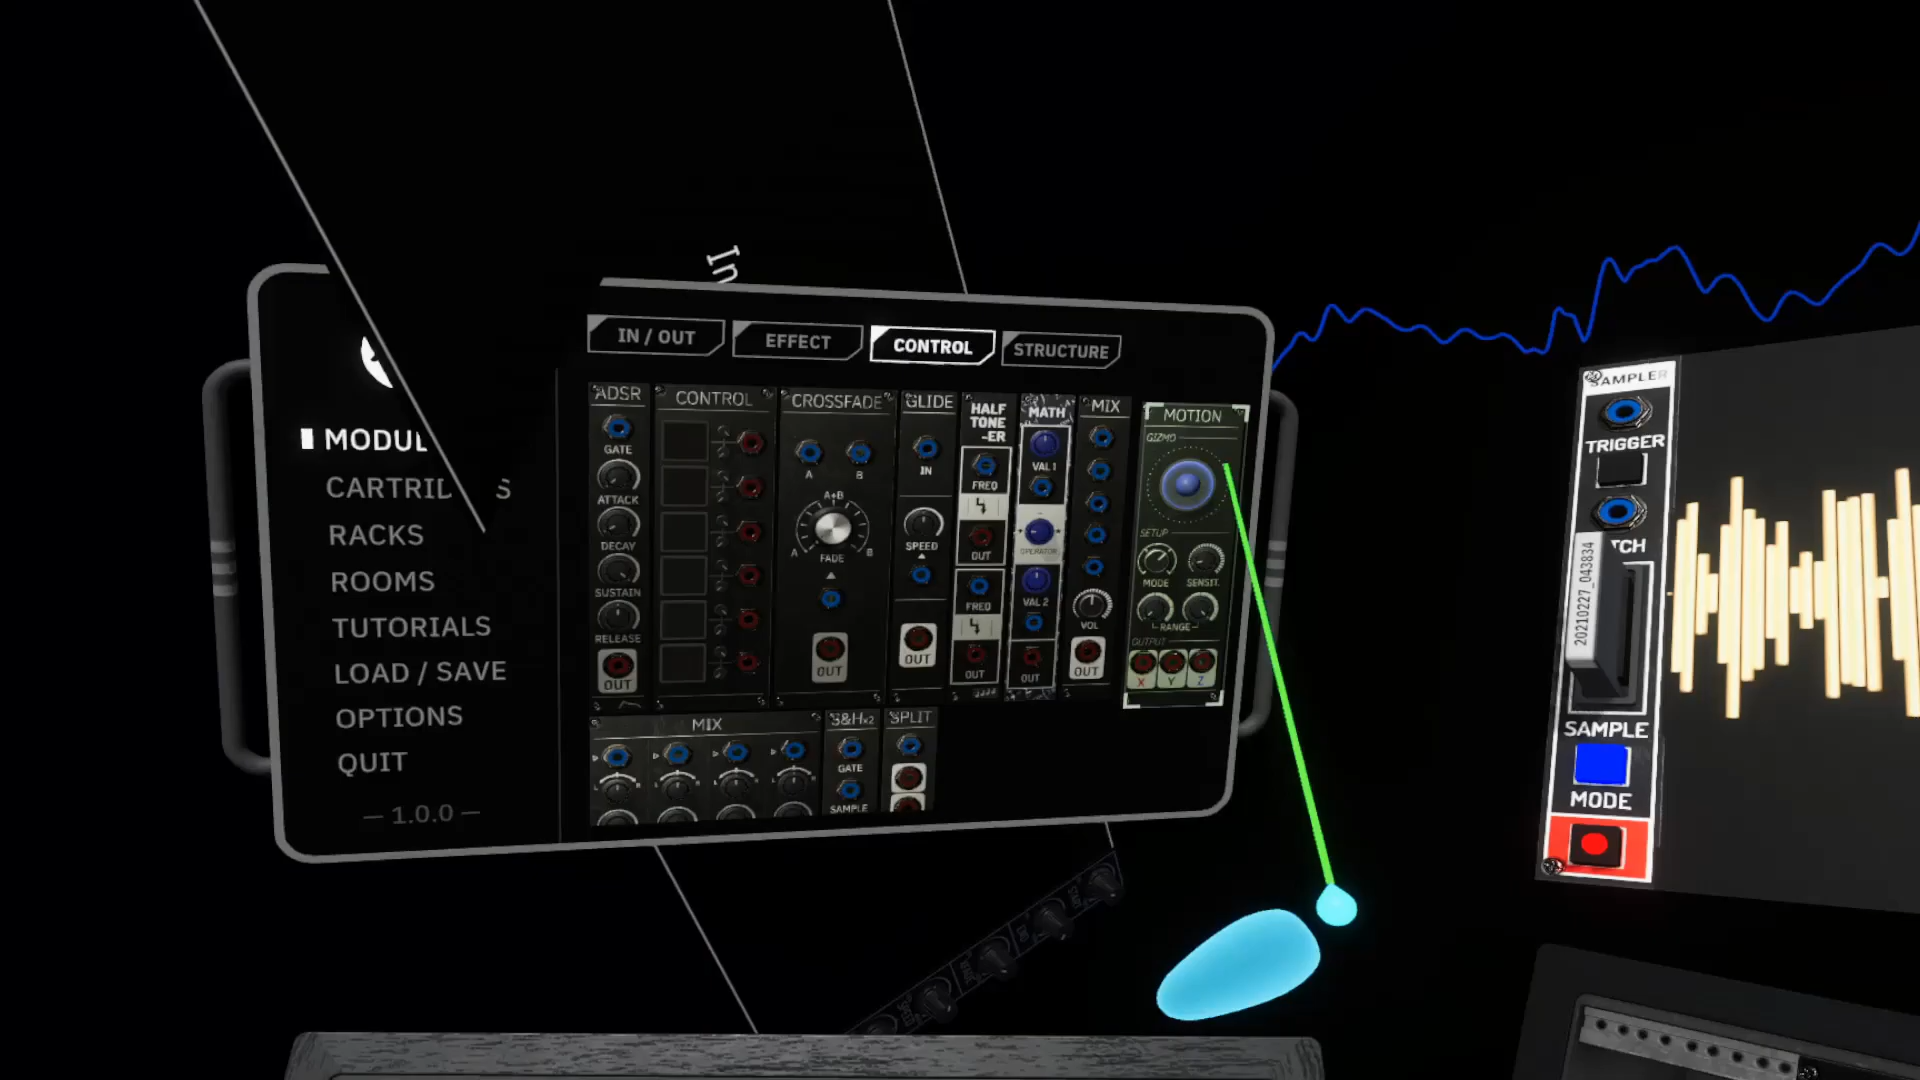 In
IN / OUT
EFFECT
CONTROL
STRUCTURE
MODUL
CARTRID S
RACKS
ROOMS
TUTORIALS
LOAD / SAVE
OPTIONS
QUIT
— 1.0.0 —
ADSR
GATE
ATTACK
DECAY
SUSTAIN
RELEASE
OUT
CONTROL
CROSSFADE
A
B
A+B
A
B
FADE
OUT
GLIDE
IN
SPEED
OUT
HALF
TONE
-ER
FREQ
OUT
FREQ
OUT
MATH
VAL 1
OPERATOR
VAL 2
OUT
MIX
VOL
OUT
MOTION
GIZMO
SETUP
MODE
SENSIT.
RANGE
OUTPUT
X
Y
Z
MIX
S&Hx2
GATE
SAMPLE
SPLIT
SAMPLER
TRIGGER
TCH
20210227_043834
SAMPLE
MODE